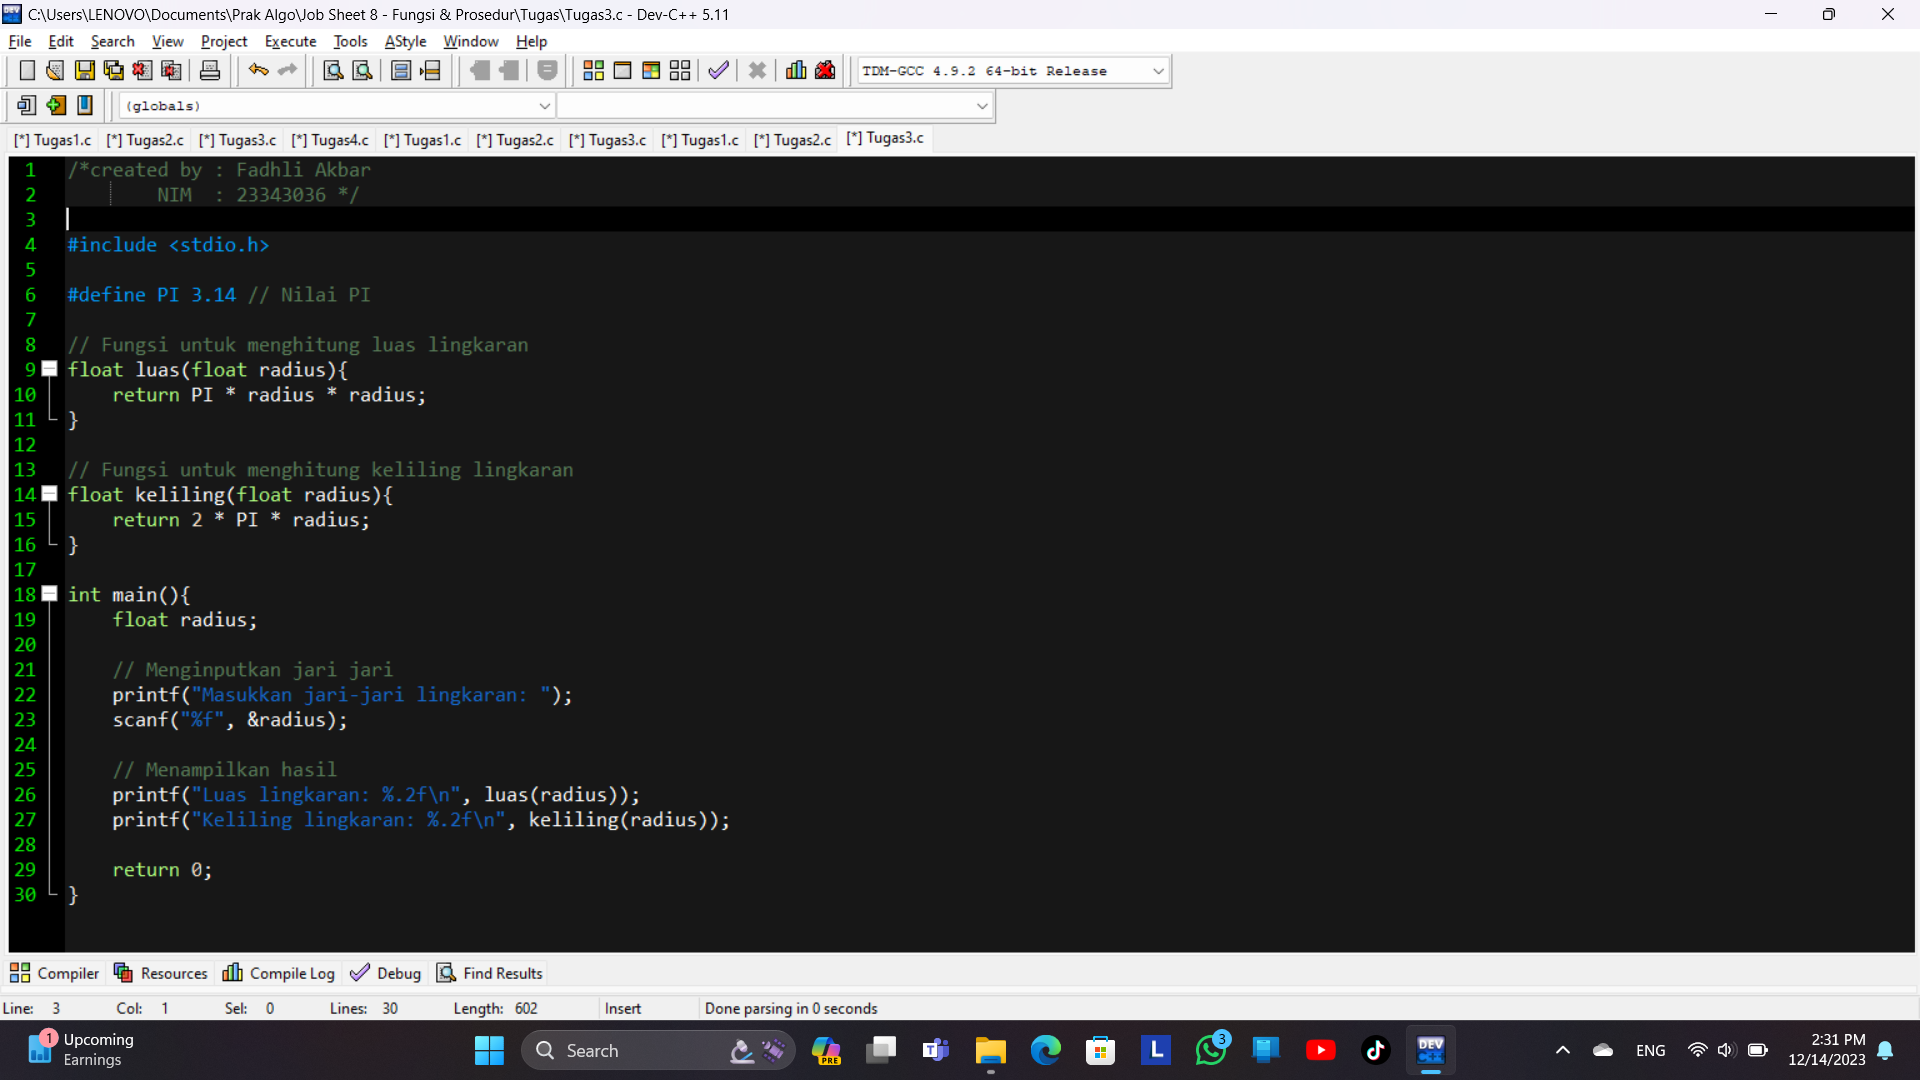 C:\Users\LENOVO\Documents\Prak Algo\Job Sheet 8 - Fungsi & Prosedur\Tugas\Tugas3.c - Dev-C++ 5.11
File Edit Search View Project Execute Tools AStyle Window Help
TDM-GCC 4.9.2 64-bit Release
(globals)
[*] Tugas1.c [*] Tugas2.c [*] Tugas3.c [*] Tugas4.c [*] Tugas1.c [*] Tugas2.c [*] Tugas3.c [*] Tugas1.c [*] Tugas2.c [*] Tugas3.c
1 /*created by : Fadhli Akbar
2 NIM : 23343036 */
3
4 #include <stdio.h>
5
6 #define PI 3.14 // Nilai PI
7
8 // Fungsi untuk menghitung luas lingkaran
9 float luas(float radius){
10 return PI * radius * radius;
11 }
12
13 // Fungsi untuk menghitung keliling lingkaran
14 float keliling(float radius){
15 return 2 * PI * radius;
16 }
17
18 int main(){
19 float radius;
20
21 // Menginputkan jari jari
22 printf("Masukkan jari-jari lingkaran: ");
23 scanf("%f", &radius);
24
25 // Menampilkan hasil
26 printf("Luas lingkaran: %.2f\n", luas(radius));
27 printf("Keliling lingkaran: %.2f\n", keliling(radius));
28
29 return 0;
30 }
Compiler Resources Compile Log Debug Find Results
Line: 3 Col: 1 Sel: 0 Lines: 30 Length: 602 Insert Done parsing in 0 seconds
1 Upcoming
Earnings
Search
PRE
L
3
DEV
C++
ENG
2:31 PM
12/14/2023